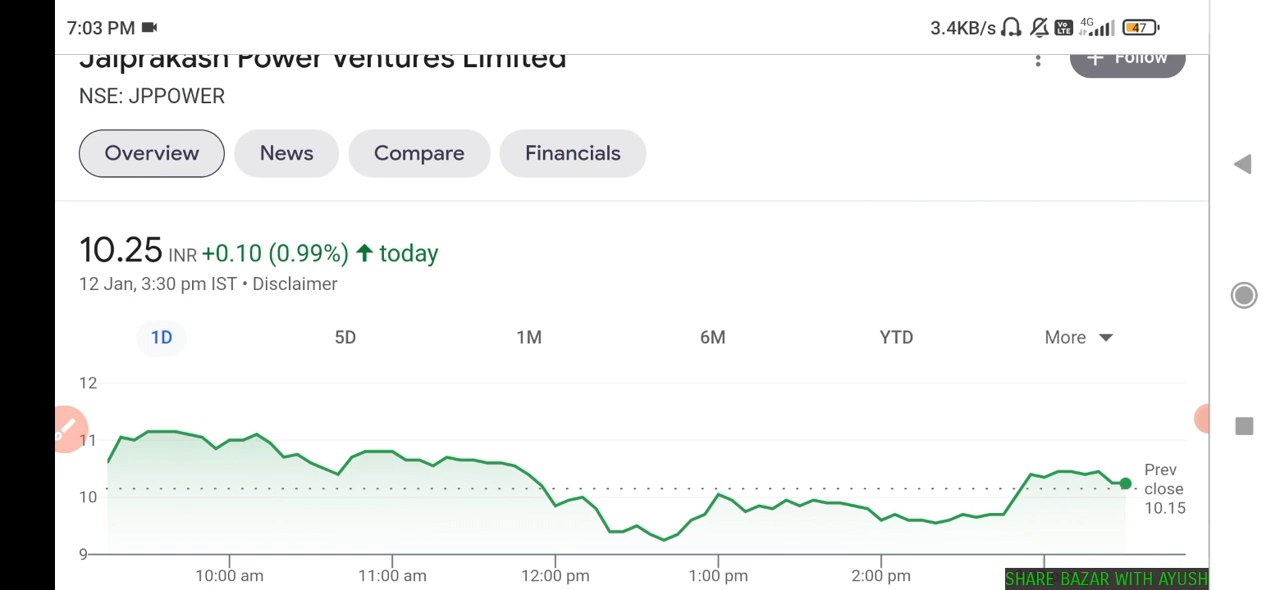 7:03 PM 3.4KB/s Vo LTE 4G 47
Jaiprakash Power Ventures Limited
+ Follow
NSE: JPPOWER
Overview News Compare Financials
10.25 INR +0.10 (0.99%) ↑ today
12 Jan, 3:30 pm IST • Disclaimer
1D 5D 1M 6M YTD More
12
11
10
9
Prev
close
10.15
10:00 am 11:00 am 12:00 pm 1:00 pm 2:00 pm
SHARE BAZAR WITH AYUSH